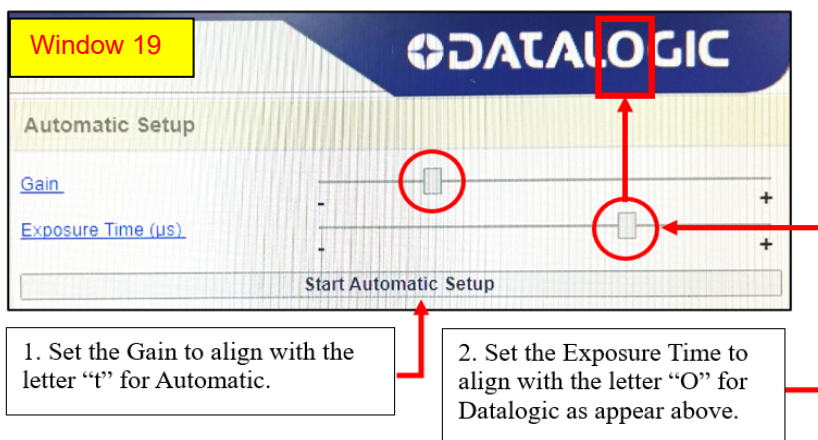 Window 19
DATALOGIC
Automatic Setup
Gain
- +
Exposure Time (µs)
- +
Start Automatic Setup
1. Set the Gain to align with the
letter “t” for Automatic.
2. Set the Exposure Time to
align with the letter “O” for
Datalogic as appear above.